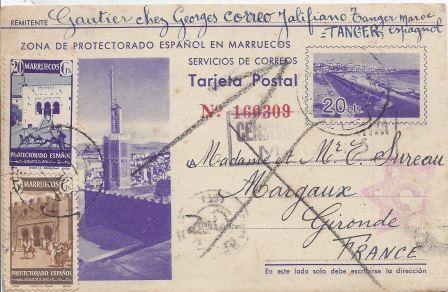 REMITENTE Gautier chez Georges Correo Jalifiano Tanger Maroc
-TANGER, Espagnol
ZONA DE PROTECTORADO ESPAÑOL EN MARRUECOS
SERVICIOS DE CORREOS
Tarjeta Postal
Nº 160309
20 cts.
20 MARRUECOS CTS
PROTECTORADO ESPAÑOL
MARRUECOS
PROTECTORADO ESPAÑOL
Madame et Mr E. Sureau
Margaux
Gironde
FRANCE
En este lado solo debe escribirse la dirección